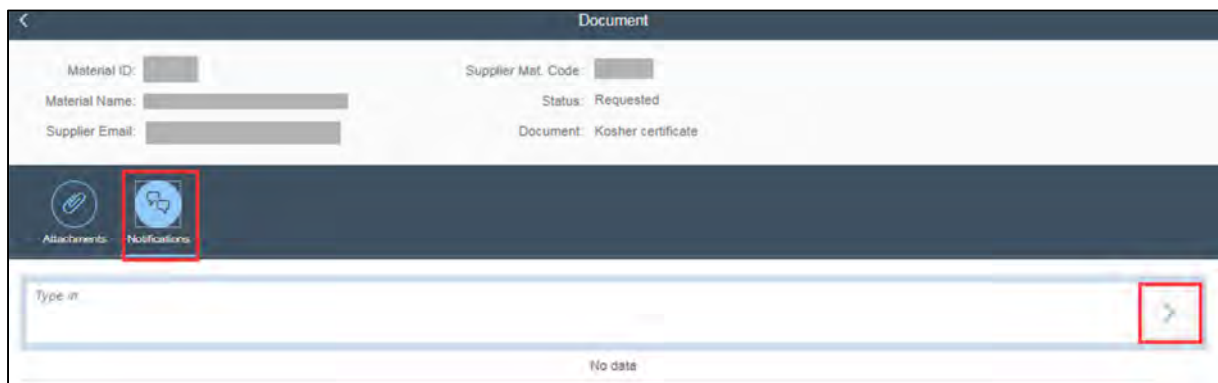 Document
Material ID:
Supplier Mat. Code:
Material Name:
Status: Requested
Supplier Email:
Document: Kosher certificate
Attachments
Notifications
Type in
No data